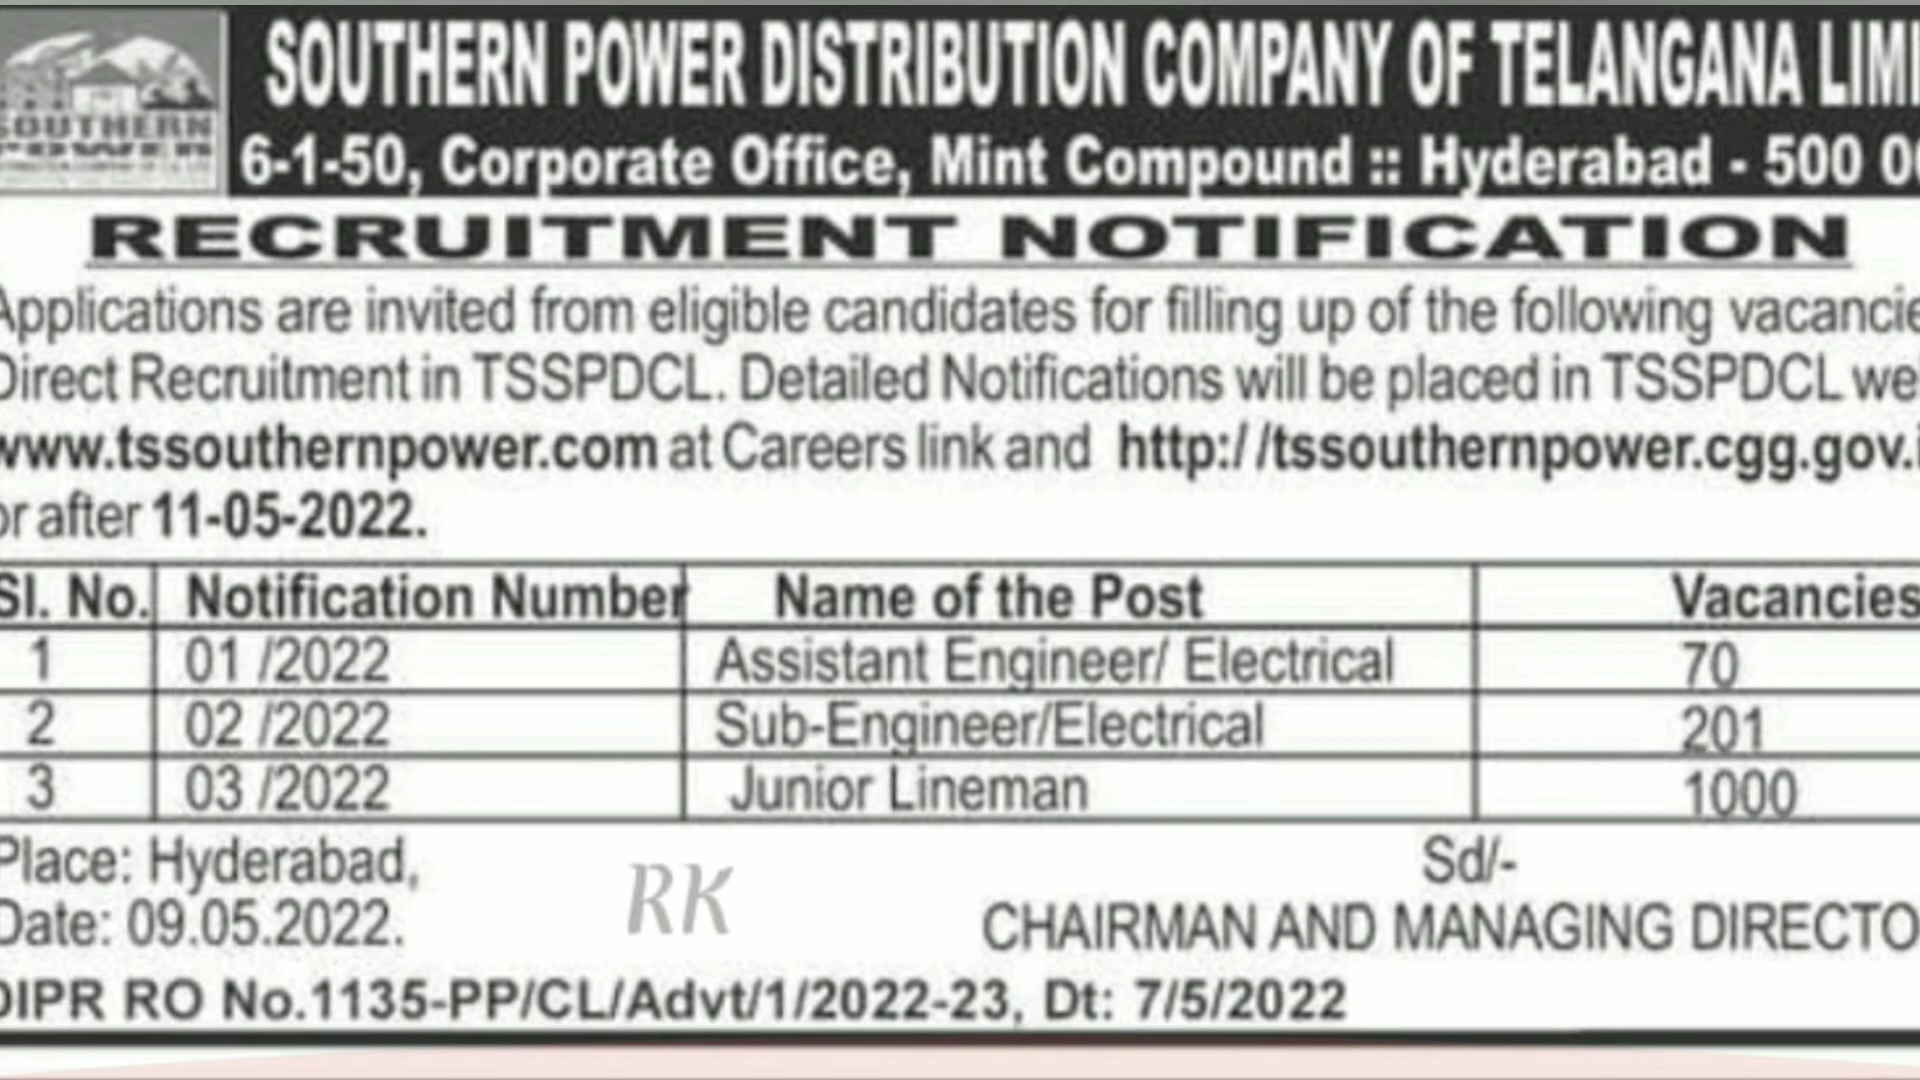 SOUTHERN POWER DISTRIBUTION COMPANY OF TELANGANA LIMI
SOUTHERN
POWER
6-1-50, Corporate Office, Mint Compound :: Hyderabad - 500 00
RECRUITMENT NOTIFICATION
Applications are invited from eligible candidates for filling up of the following vacancie
Direct Recruitment in TSSPDCL. Detailed Notifications will be placed in TSSPDCL we
www.tssouthernpower.com at Careers link and http://tssouthernpower.cgg.gov.i
or after 11-05-2022.
Sl. No. Notification Number Name of the Post Vacancies
1 01 /2022 Assistant Engineer/ Electrical 70
2 02 /2022 Sub-Engineer/Electrical 201
3 03 /2022 Junior Lineman 1000
Place: Hyderabad,
Sd/-
RK
Date: 09.05.2022.
CHAIRMAN AND MANAGING DIRECTO
DIPR RO No.1135-PP/CL/Advt/1/2022-23, Dt: 7/5/2022